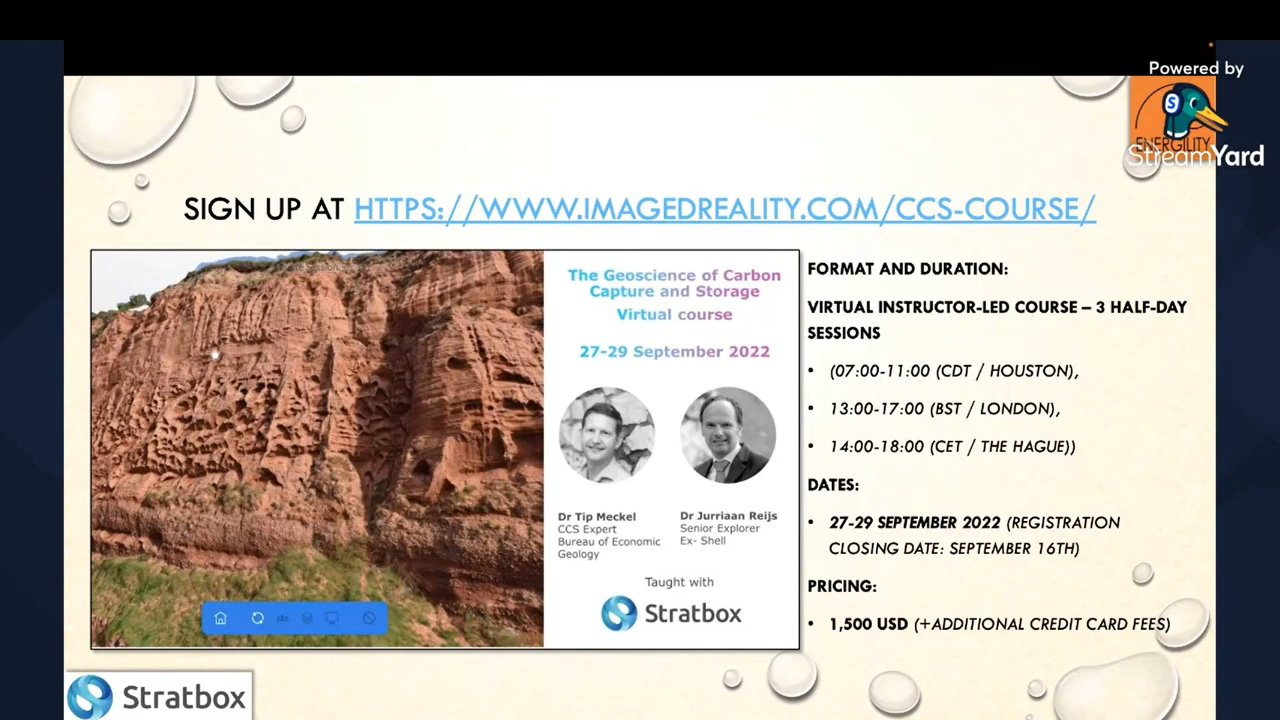 Powered by
ENERGILITY
StreamYard
SIGN UP AT HTTPS://WWW.IMAGEDREALITY.COM/CCS-COURSE/
The Geoscience of Carbon
Capture and Storage
Virtual course
27-29 September 2022
Dr Tip Meckel
CCS Expert
Bureau of Economic
Geology
Dr Jurriaan Reijs
Senior Explorer
Ex- Shell
Taught with
Stratbox
FORMAT AND DURATION:
VIRTUAL INSTRUCTOR-LED COURSE – 3 HALF-DAY
SESSIONS
• (07:00-11:00 (CDT / HOUSTON),
• 13:00-17:00 (BST / LONDON),
• 14:00-18:00 (CET / THE HAGUE))
DATES:
• 27-29 SEPTEMBER 2022 (REGISTRATION
CLOSING DATE: SEPTEMBER 16TH)
PRICING:
• 1,500 USD (+ADDITIONAL CREDIT CARD FEES)
Stratbox